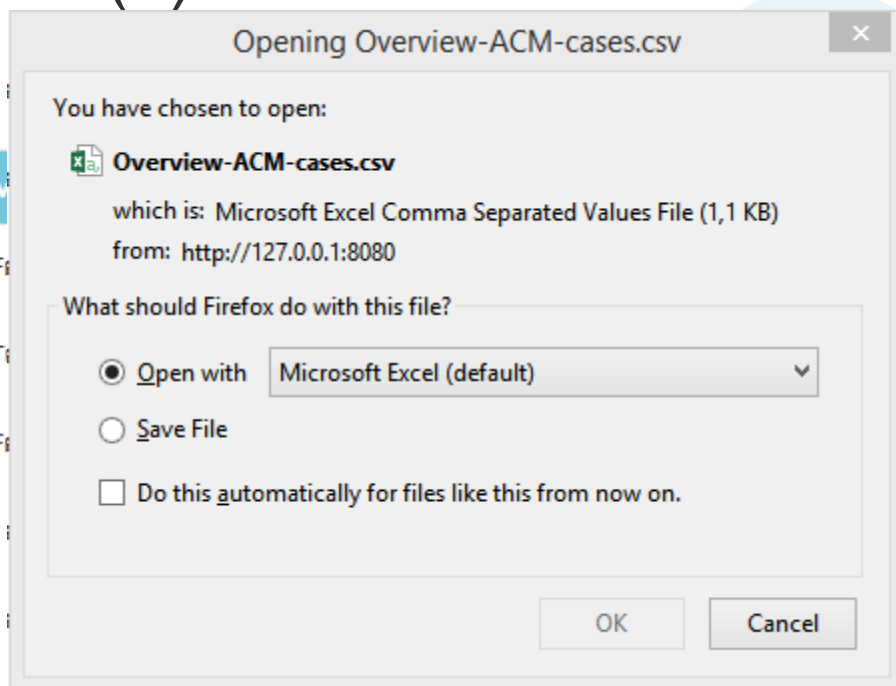 Opening Overview-ACM-cases.csv
You have chosen to open:
Overview-ACM-cases.csv
which is: Microsoft Excel Comma Separated Values File (1,1 KB)
from: http://127.0.0.1:8080
What should Firefox do with this file?
Open with Microsoft Excel (default)
Save File
Do this automatically for files like this from now on.
OK Cancel